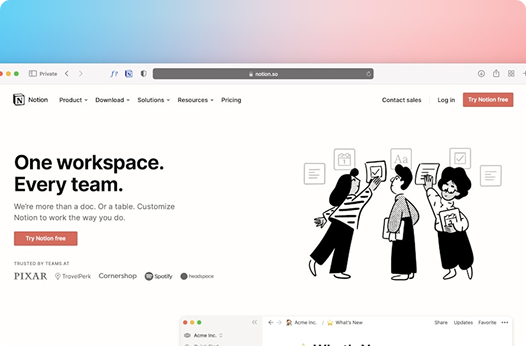 Private
notion.so
Notion Product Download Solutions Resources Pricing Contact sales Log in Try Notion free
One workspace.
Every team.
We're more than a doc. Or a table. Customize
Notion to work the way you do.
Try Notion free
Aa
TRUSTED BY TEAMS AT
PIXAR TravelPerk Cornershop Spotify headspace
Acme Inc. Acme Inc. What's New Share Updates Favorite